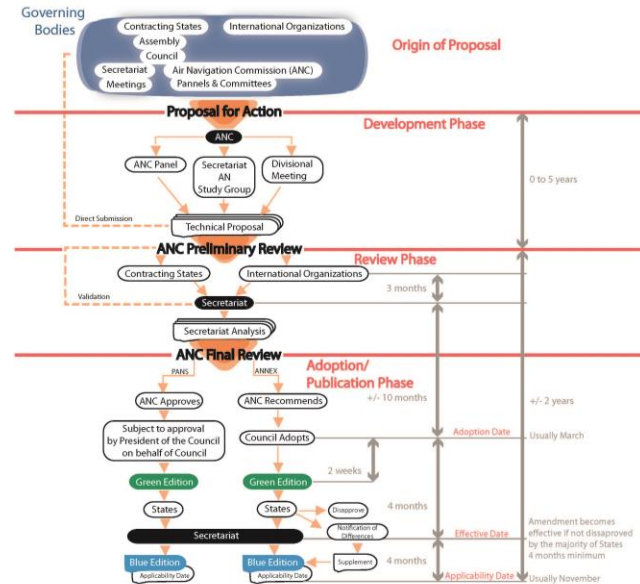 Governing
Bodies
Contracting States
International Organizations
Assembly
Council
Secretariat
Air Navigation Commission (ANC)
Meetings
Pannels & Committees
Origin of Proposal
Proposal for Action
Development Phase
ANC
ANC Panel
Secretariat
AN
Study Group
Divisional
Meeting
0 to 5 years
Direct Submission
Technical Proposal
ANC Preliminary Review
Review Phase
Contracting States
International Organizations
3 months
Validation
Secretariat
Secretariat Analysis
ANC Final Review
Adoption/
Publication Phase
PANS
ANNEX
+/- 10 months
+/- 2 years
ANC Approves
ANC Recommends
Subject to approval
by President of the Council
on behalf of Council
Council Adopts
Adoption Date
Usually March
2 weeks
Green Edition
Green Edition
States
States
Disapprove
4 months
Notification of
Differences
Secretariat
Effective Date
Amendment becomes
effective if not dissaproved
by the majority of States
4 months minimum
Blue Edition
Applicability Date
Blue Edition
Applicability Date
Supplement
4 months
Applicability Date
Usually November